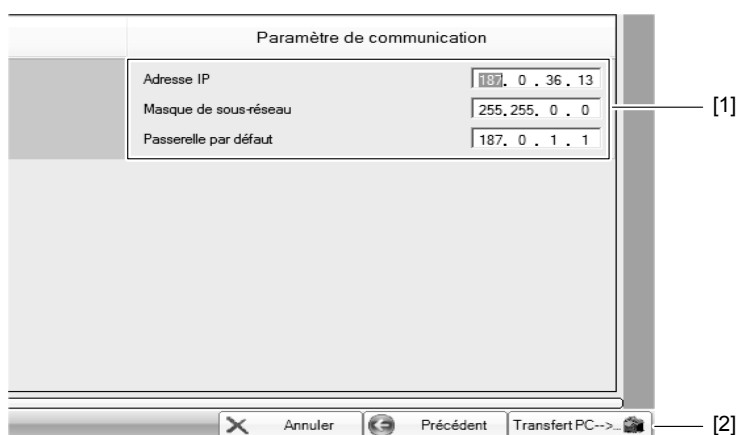 Paramètre de communication
Adresse IP 187. 0 . 36 . 13
Masque de sous-réseau 255.255. 0 . 0
[1]
Passerelle par défaut 187. 0 . 1 . 1
Annuler Précédent Transfert PC-->... [2]